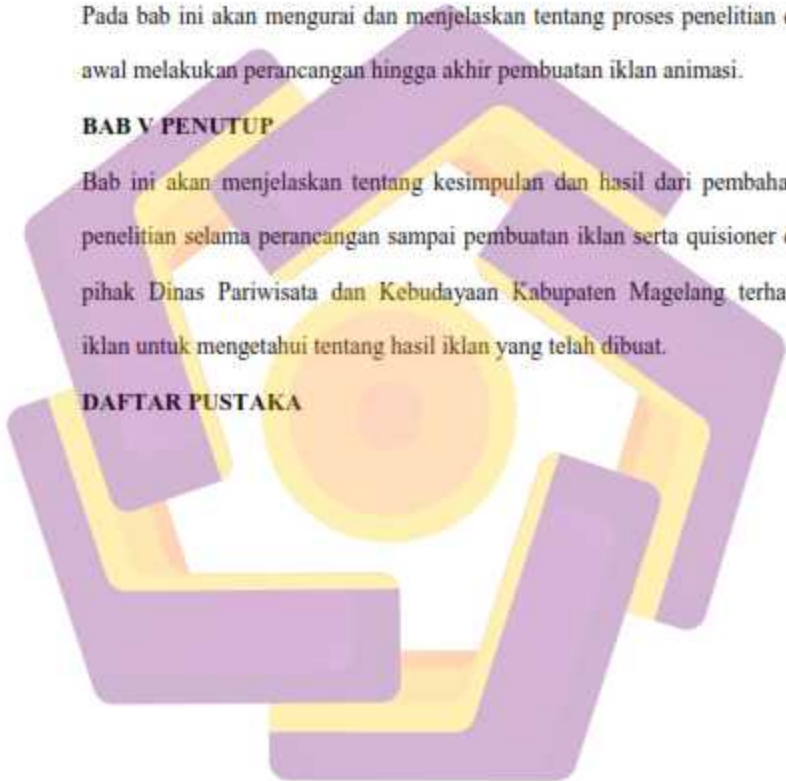 Pada bab ini akan mengurai dan menjelaskan tentang proses penelitian
awal melakukan perancangan hingga akhir pembuatan iklan animasi.
BAB V PENUTUP
Bab ini akan menjelaskan tentang kesimpulan dan hasil dari
penelitian selama perancangan sampai pembuatan iklan serta quisioner
pihak Dinas Pariwisata dan Kebudayaan Kabupaten Magelang
iklan untuk mengetahui tentang hasil iklan yang telah dibuat.
DAFTAR PUSTAKA